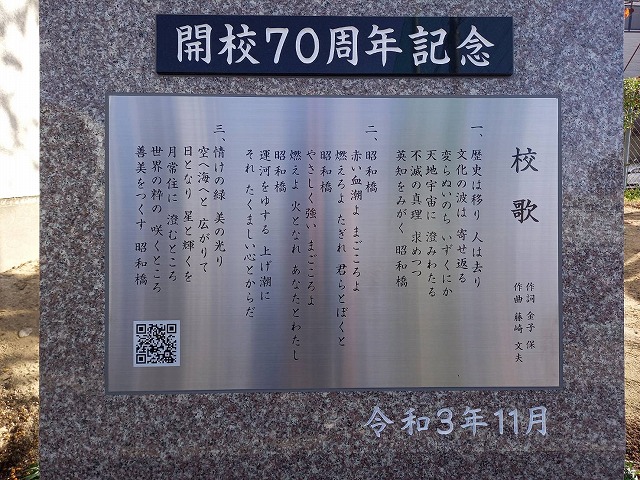 開校70周年記念
校歌
作詞 金子 保
作曲 藤崎 文夫
一、歴史は移り 人は去り
文化の波は 寄せ返る
変らぬいのち いずくにか
天地宇宙に 澄みわたる
不滅の真理 求めつつ
英知をみがく 昭和橋
二、昭和橋
赤い血潮よ まごころよ
燃えろよ たぎれ 君らとぼくと
昭和橋
やさしく強い まごころよ
燃えよ 火となれ あなたとわたし
昭和橋
運河をゆする 上げ潮に
それ たくましい心とからだ
三、情けの緑 美の光り
空へ海へと 広がりて
日となり 星と輝くを
月常住に 澄むところ
世界の粋の 咲くところ
善美をつくす 昭和橋
令和3年11月